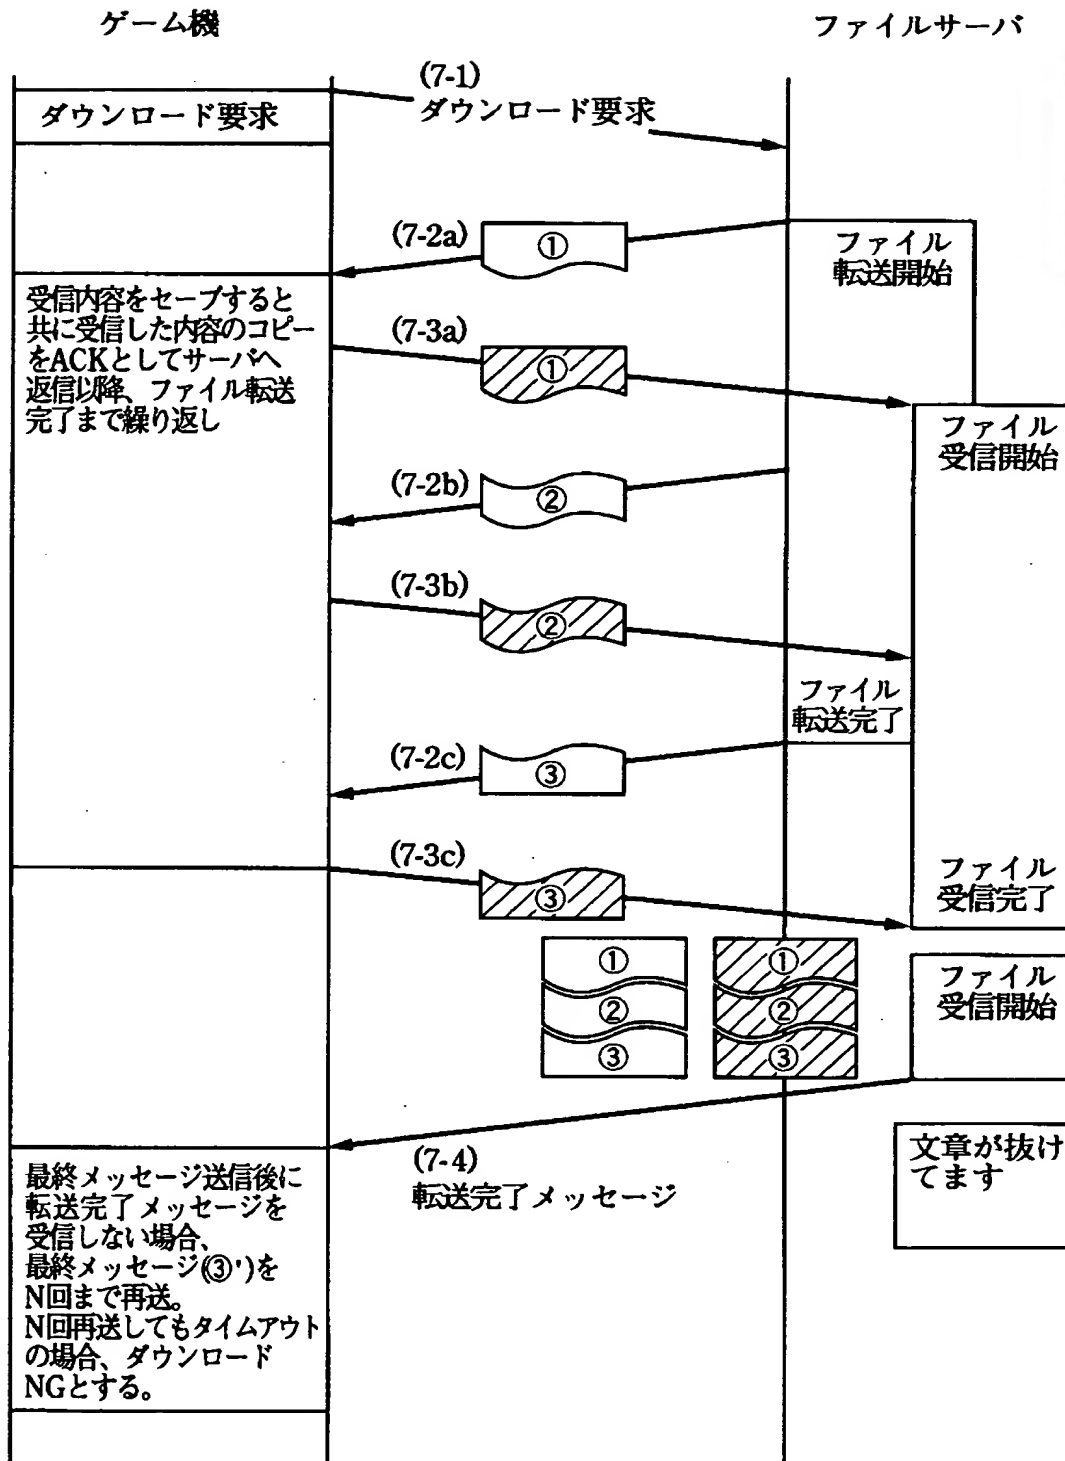 ゲーム機
ファイルサーバ
(7-1)
ダウンロード要求
ダウンロード要求
(7-2a)
①
ファイル
転送開始
受信内容をセーブすると
共に受信した内容のコピー
をACKとしてサーバへ
返信以降、ファイル転送
完了まで繰り返し
(7-3a)
①
ファイル
受信開始
(7-2b)
②
(7-3b)
②
ファイル
転送完了
(7-2c)
③
(7-3c)
③
ファイル
受信完了
①
②
③
①
②
③
ファイル
受信開始
(7-4)
転送完了メッセージ
文章が抜け
てます
最終メッセージ送信後に
転送完了メッセージを
受信しない場合、
最終メッセージ(③')を
N回まで再送。
N回再送してもタイムアウト
の場合、ダウンロード
NGとする。